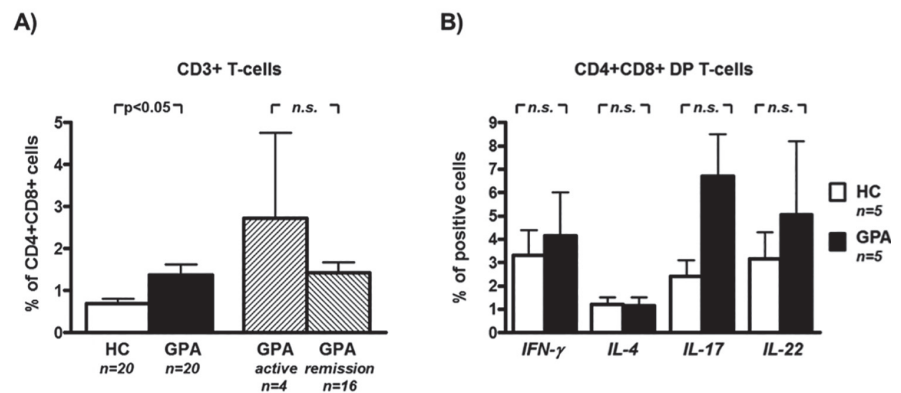 A)
CD3+ T-cells
p<0.05
n.s.
% of CD4+CD8+ cells
5
4
3
2
1
0
HC
n=20
GPA
n=20
GPA
active
n=4
GPA
remission
n=16
B)
CD4+CD8+ DP T-cells
n.s.
n.s.
n.s.
n.s.
% of positive cells
9
8
7
6
5
4
3
2
1
0
IFN-γ
IL-4
IL-17
IL-22
HC
n=5
GPA
n=5